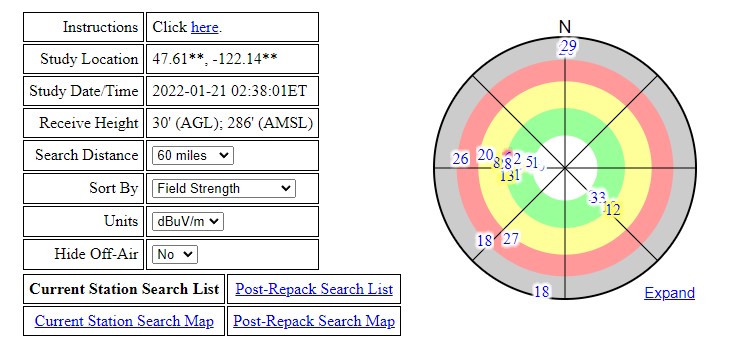 Instructions Click here.
Study Location 47.61**, -122.14**
Study Date/Time 2022-01-21 02:38:01ET
Receive Height 30' (AGL); 286' (AMSL)
Search Distance 60 miles
Sort By Field Strength
Units dBuV/m
Hide Off-Air No
Current Station Search List Post-Repack Search List
Current Station Search Map Post-Repack Search Map
N
29
26 20 8 8 2 51
131
33
12
18 27
18
Expand